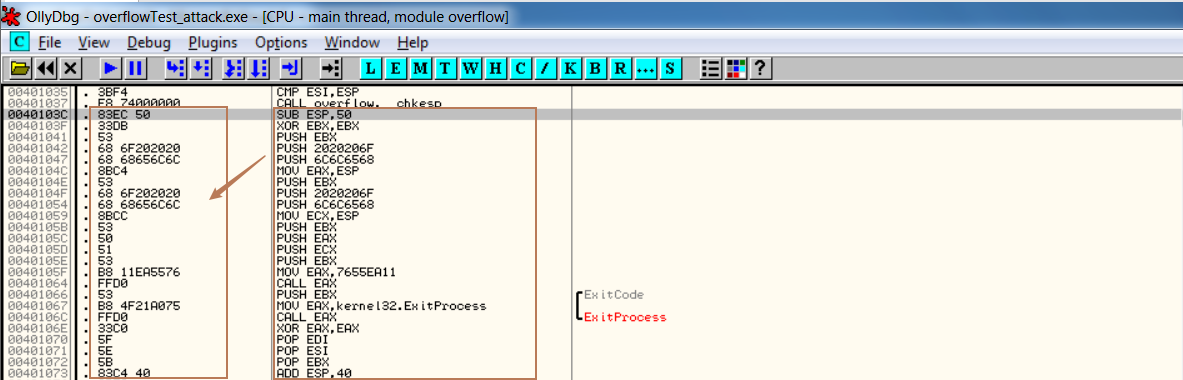 OllyDbg - overflowTest_attack.exe - [CPU - main thread, module overflow]
C File View Debug Plugins Options Window Help
L E M T W H C / K B R ... S ?
00401035 . 3BF4 CMP ESI,ESP
00401037 . E8 74000000 CALL overflow.__chkesp
0040103C . 83EC 50 SUB ESP,50
0040103F . 33DB XOR EBX,EBX
00401041 . 53 PUSH EBX
00401042 . 68 6F202020 PUSH 2020206F
00401047 . 68 68656C6C PUSH 6C6C6568
0040104C . 8BC4 MOV EAX,ESP
0040104E . 53 PUSH EBX
0040104F . 68 6F202020 PUSH 2020206F
00401054 . 68 68656C6C PUSH 6C6C6568
00401059 . 8BCC MOV ECX,ESP
0040105B . 53 PUSH EBX
0040105C . 50 PUSH EAX
0040105D . 51 PUSH ECX
0040105E . 53 PUSH EBX
0040105F . B8 11EA5576 MOV EAX,7655EA11
00401064 . FFD0 CALL EAX
00401066 . 53 PUSH EBX ExitCode
00401067 . B8 4F21A075 MOV EAX,kernel32.ExitProcess
0040106C . FFD0 CALL EAX ExitProcess
0040106E . 33C0 XOR EAX,EAX
00401070 . 5F POP EDI
00401071 . 5E POP ESI
00401072 . 5B POP EBX
00401073 . 83C4 40 ADD ESP,40